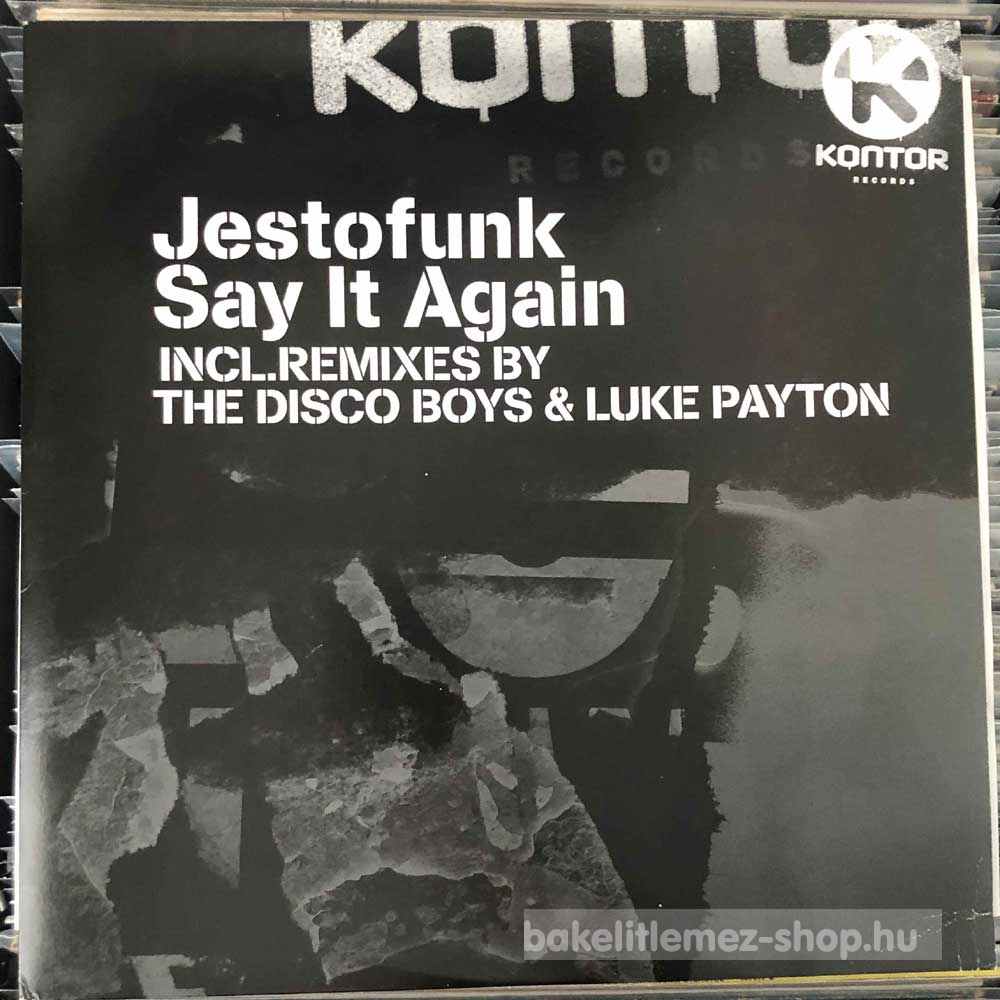 KONTOR
RECORDS
KONTOR
RECORDS
Jestofunk
Say It Again
INCL.REMIXES BY
THE DISCO BOYS & LUKE PAYTON
bakelitlemez-shop.hu